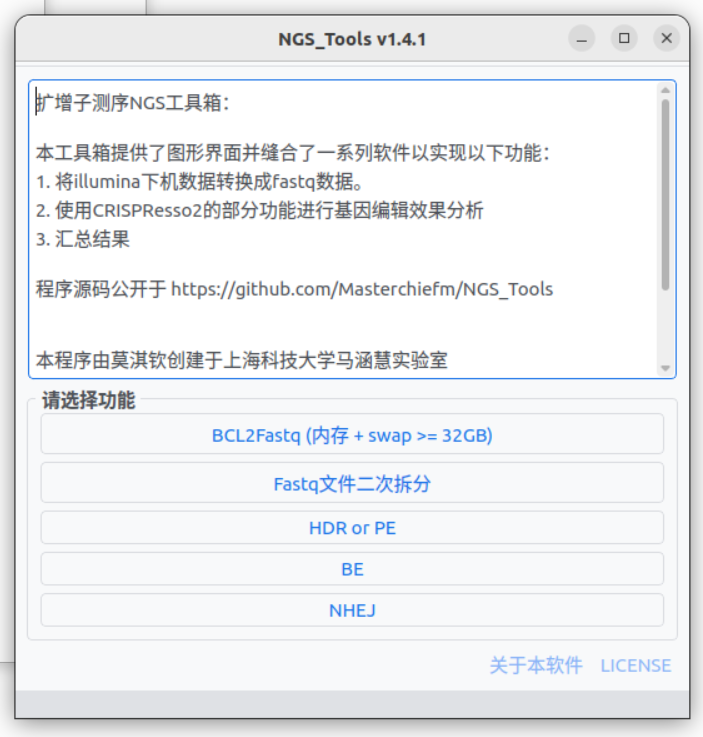 NGS_Tools v1.4.1
扩增子测序NGS工具箱：
本工具箱提供了图形界面并缝合了一系列软件以实现以下功能：
1. 将illumina下机数据转换成fastq数据。
2. 使用CRISPResso2的部分功能进行基因编辑效果分析
3. 汇总结果
程序源码公开于 https://github.com/Masterchiefm/NGS_Tools
本程序由莫淇钦创建于上海科技大学马涵慧实验室
请选择功能
BCL2Fastq (内存 + swap >= 32GB)
Fastq文件二次拆分
HDR or PE
BE
NHEJ
关于本软件 LICENSE